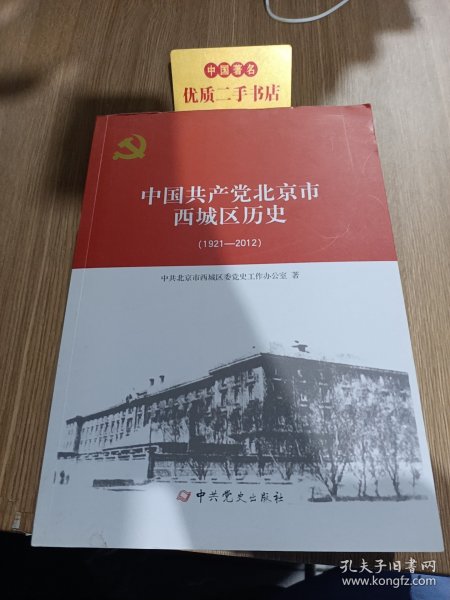 中国著名
优质二手书店
中国共产党北京市
西城区历史
(1921—2012)
中共北京市西城区委党史工作办公室 著
中共党史出版社
孔夫子旧书网
www.kongfz.com